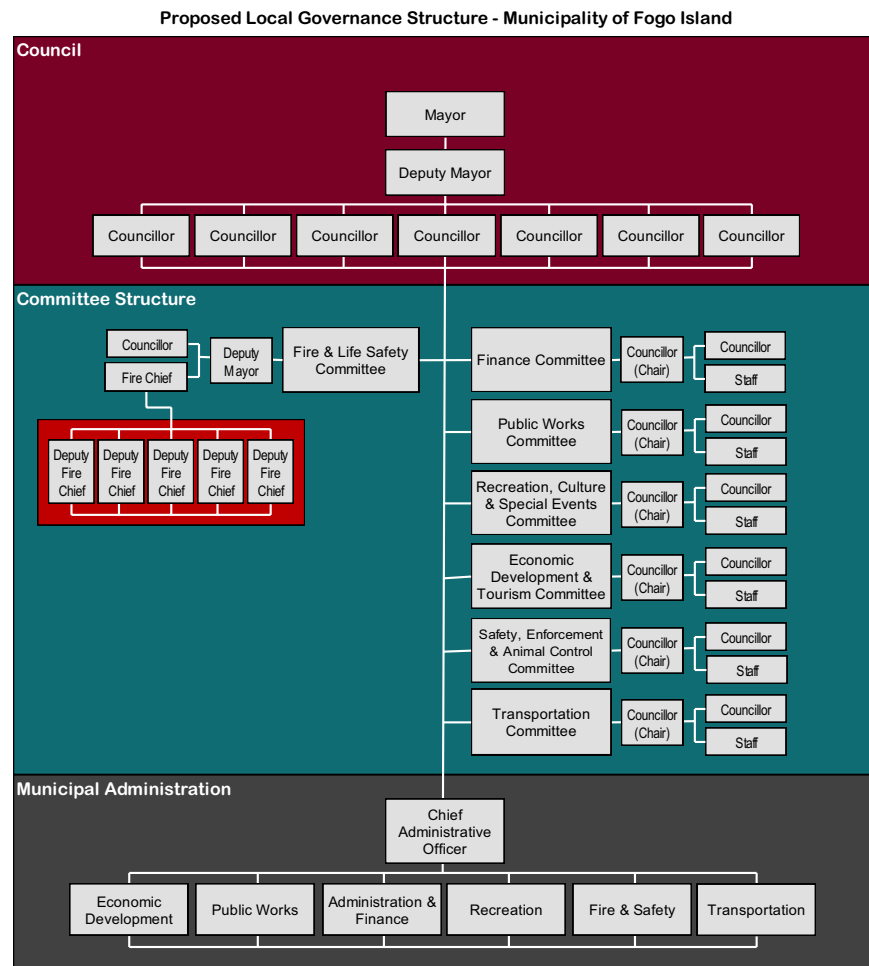 Proposed Local Governance Structure - Municipality of Fogo Island
Council
Mayor
Deputy Mayor
Councillor
Councillor
Councillor
Councillor
Councillor
Councillor
Councillor
Committee Structure
Councillor
Fire Chief
Deputy
Mayor
Fire & Life Safety
Committee
Deputy
Fire
Chief
Deputy
Fire
Chief
Deputy
Fire
Chief
Deputy
Fire
Chief
Deputy
Fire
Chief
Finance Committee
Councillor
(Chair)
Councillor
Staff
Public Works
Committee
Councillor
(Chair)
Councillor
Staff
Recreation, Culture
& Special Events
Committee
Councillor
(Chair)
Councillor
Staff
Economic
Development &
Tourism Committee
Councillor
(Chair)
Councillor
Staff
Safety, Enforcement
& Animal Control
Committee
Councillor
(Chair)
Councillor
Staff
Transportation
Committee
Councillor
(Chair)
Councillor
Staff
Municipal Administration
Chief
Administrative
Officer
Economic
Development
Public Works
Administration &
Finance
Recreation
Fire & Safety
Transportation